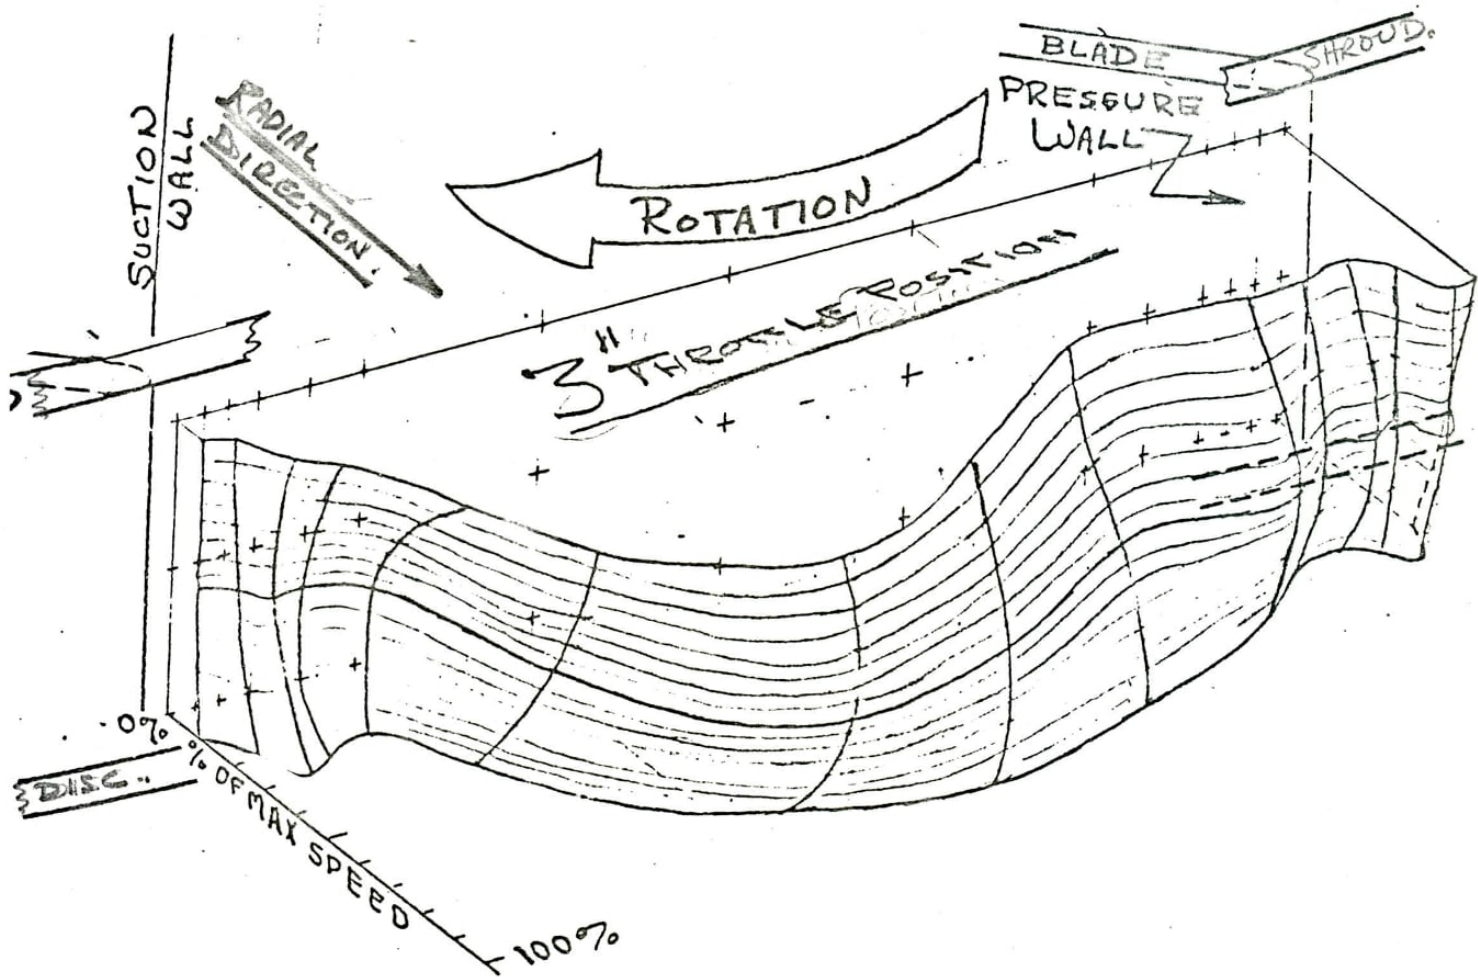 BLADE
SHROUD.
PRESSURE
WALL
SUCTION
WALL
RADIAL
DIRECTION.
ROTATION
3" THROTTLE POSITION
0%
DISC..
% OF MAX SPEED
100%